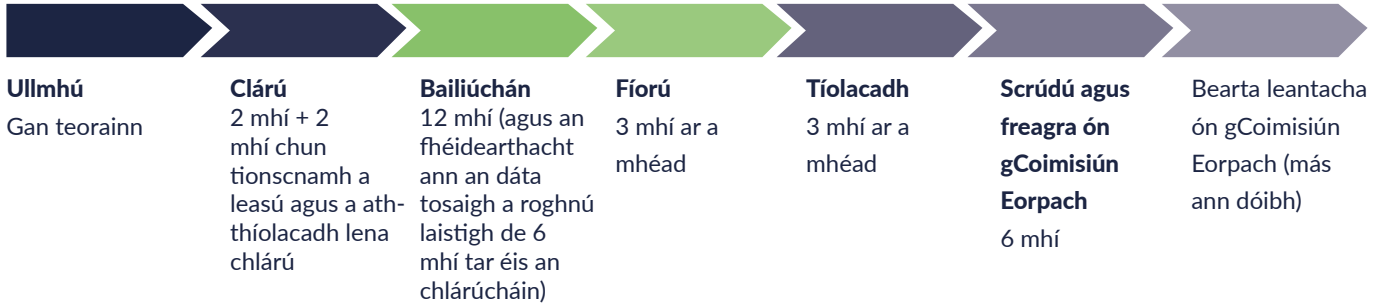 Ullmhú
Gan teorainn
Clárú
2 mhí + 2
mhí chun
tionscnamh a
leasú agus a ath-
thíolacadh lena
chlárú
Bailiúchán
12 mhí (agus an
fhéidearthacht
ann an dáta
tosaigh a roghnú
laistigh de 6
mhí tar éis an
chlárúcháin)
Fíorú
3 mhí ar a
mhéad
Tíolacadh
3 mhí ar a
mhéad
Scrúdú agus
freagra ón
gCoimisiún
Eorpach
6 mhí
Bearta leantacha
ón gCoimisiún
Eorpach (más
ann dóibh)